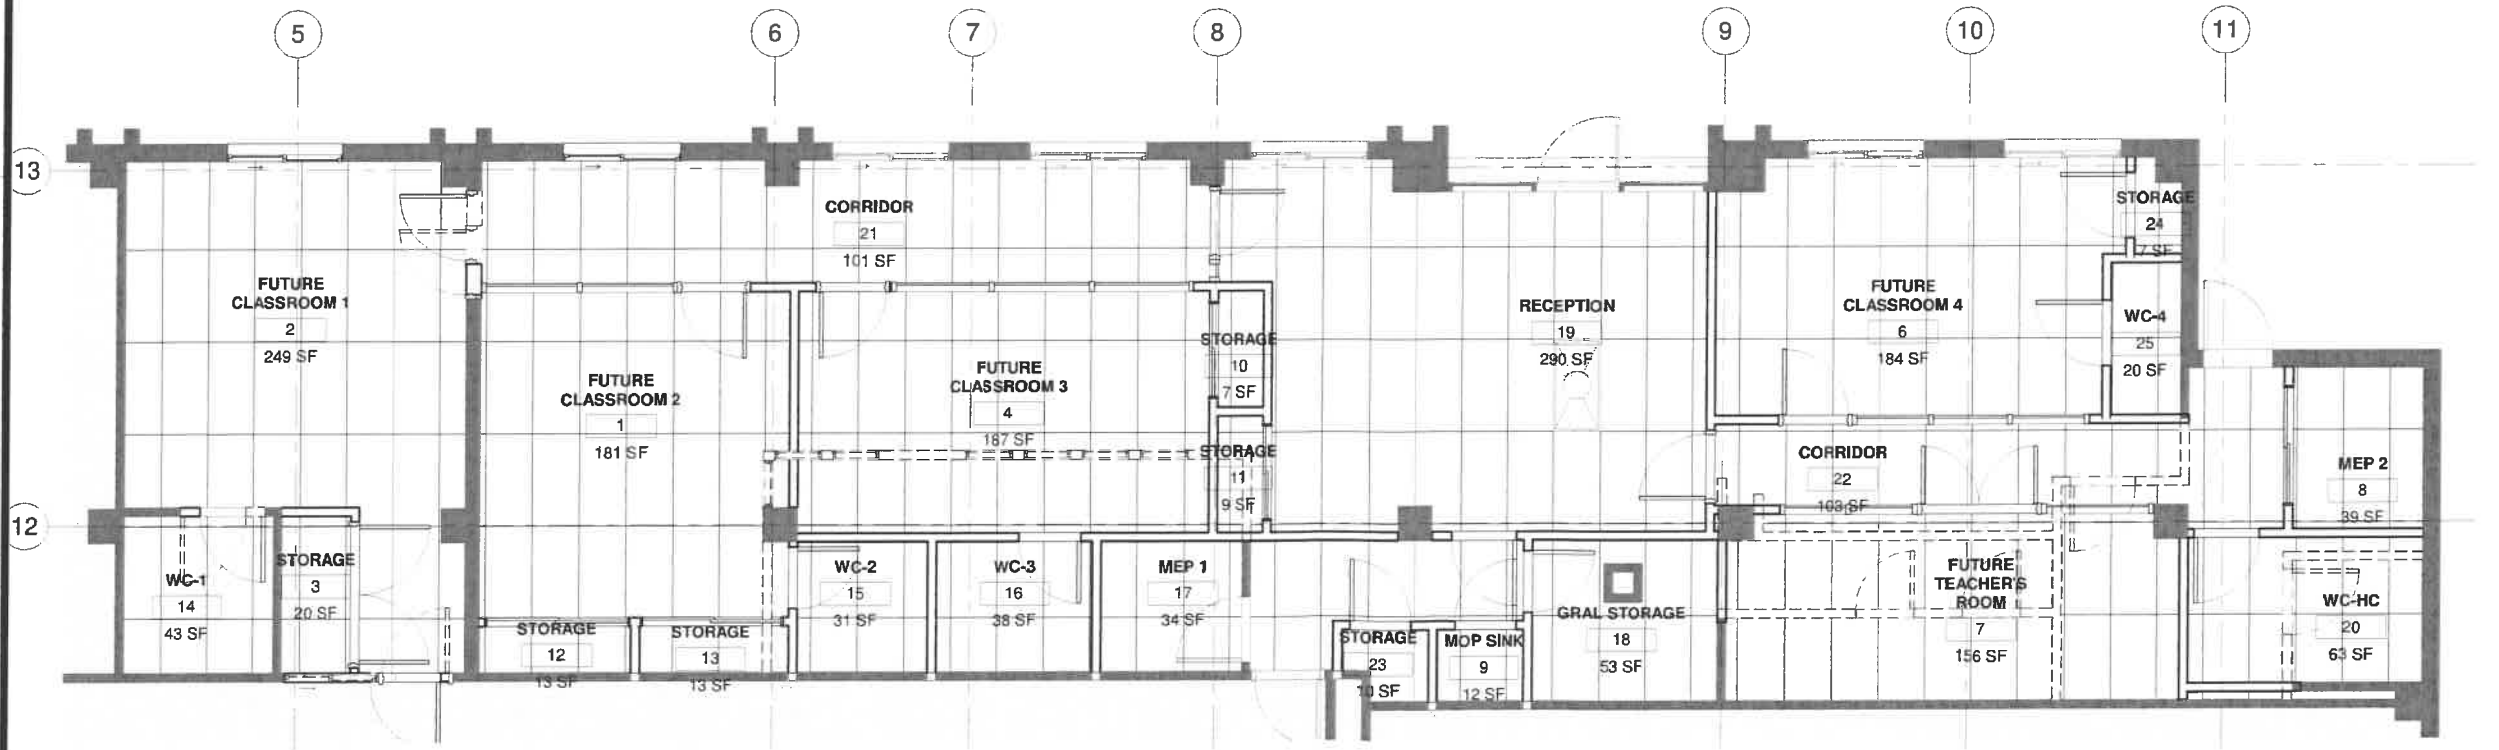 5
6
7
8
9
10
11
13
12
CORRIDOR
21
101 SF
FUTURE
CLASSROOM 1
2
249 SF
FUTURE
CLASSROOM 2
1
181 SF
FUTURE
CLASSROOM 3
4
167 SF
STORAGE
10
7 SF
STORAGE
11
9 SF
RECEPTION
19
290 SF
FUTURE
CLASSROOM 4
6
184 SF
STORAGE
24
7 SF
WC-4
25
20 SF
CORRIDOR
22
103 SF
MEP 2
8
39 SF
WC-1
14
43 SF
STORAGE
3
20 SF
STORAGE
12
13 SF
STORAGE
13
13 SF
WC-2
15
31 SF
WC-3
16
38 SF
MEP 1
17
34 SF
STORAGE
23
10 SF
MOP SINK
9
12 SF
GRAL STORAGE
18
53 SF
FUTURE
TEACHER'S
ROOM
7
156 SF
WC-HC
20
63 SF